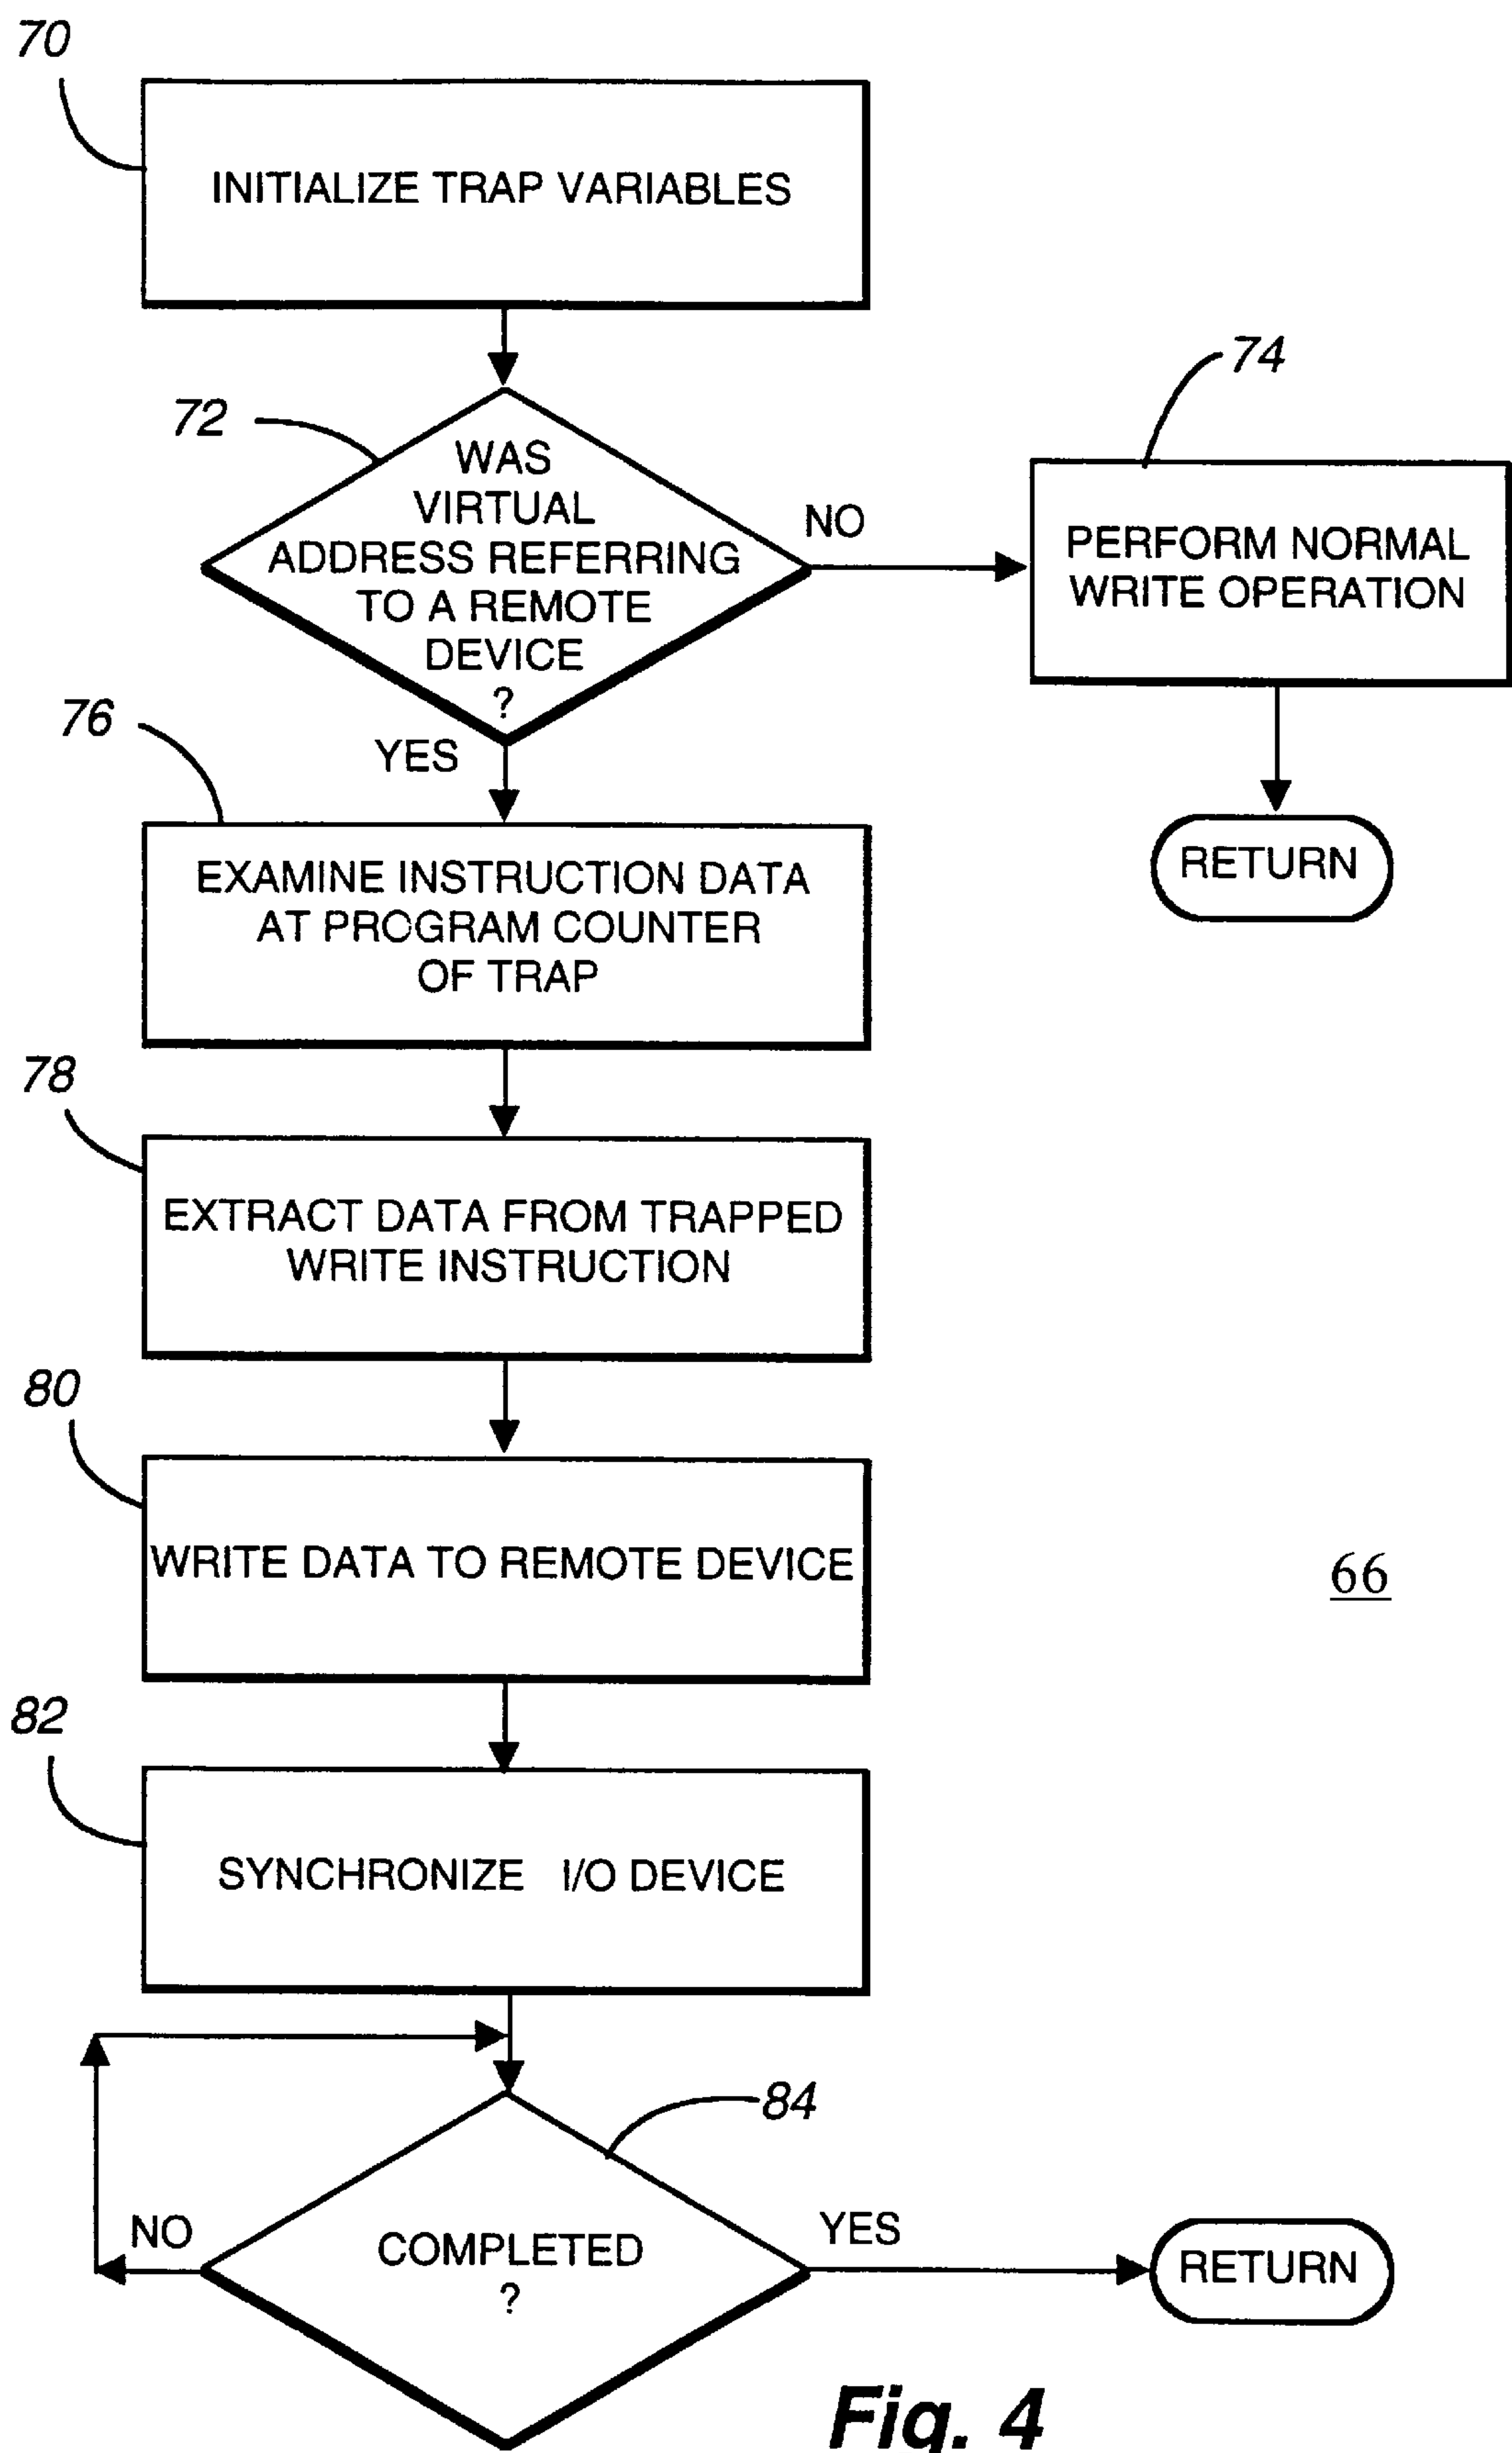 70
INITIALIZE TRAP VARIABLES
72
WAS
VIRTUAL
ADDRESS REFERRING
TO A REMOTE
DEVICE
?
NO
74
PERFORM NORMAL
WRITE OPERATION
RETURN
YES
76
EXAMINE INSTRUCTION DATA
AT PROGRAM COUNTER
OF TRAP
78
EXTRACT DATA FROM TRAPPED
WRITE INSTRUCTION
80
WRITE DATA TO REMOTE DEVICE
66
82
SYNCHRONIZE I/O DEVICE
84
COMPLETED
?
NO
YES
RETURN
Fig. 4